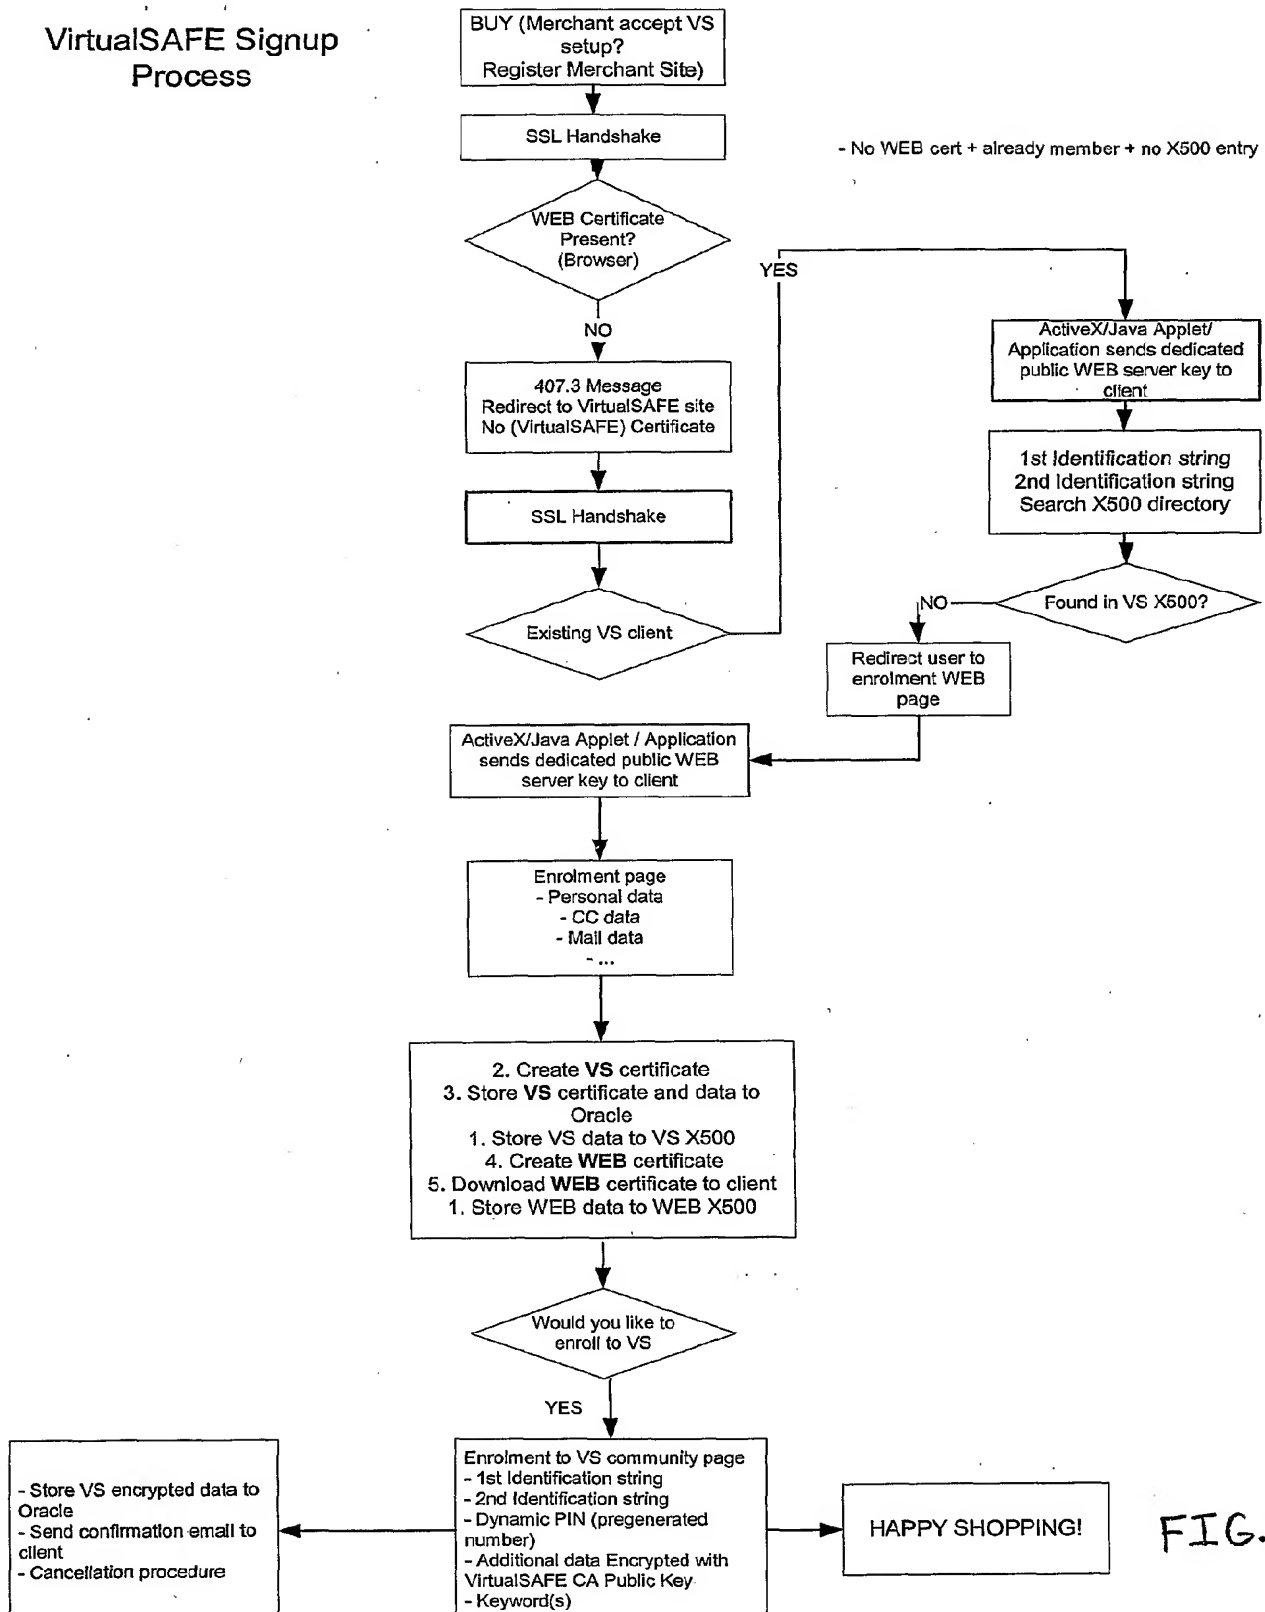 VirtualSAFE Signup
Process
BUY (Merchant accept VS
setup?
Register Merchant Site)
SSL Handshake
- No WEB cert + already member + no X500 entry
WEB Certificate
Present?
(Browser)
YES
NO
ActiveX/Java Applet/
Application sends dedicated
public WEB server key to
client
407.3 Message
Redirect to VirtualSAFE site
No (VirtualSAFE) Certificate
1st Identification string
2nd Identification string
Search X500 directory
SSL Handshake
Found in VS X500?
NO
Existing VS client
Redirect user to
enrolment WEB
page
ActiveX/Java Applet / Application
sends dedicated public WEB
server key to client
Enrolment page
- Personal data
- CC data
- Mail data
- ...
2. Create VS certificate
3. Store VS certificate and data to
Oracle
1. Store VS data to VS X500
4. Create WEB certificate
5. Download WEB certificate to client
1. Store WEB data to WEB X500
Would you like to
enroll to VS
YES
- Store VS encrypted data to
Oracle
- Send confirmation email to
client
- Cancellation procedure
Enrolment to VS community page
- 1st Identification string
- 2nd Identification string
- Dynamic PIN (pregenerated
number)
- Additional data Encrypted with
VirtualSAFE CA Public Key
- Keyword(s)
HAPPY SHOPPING!
FIG.